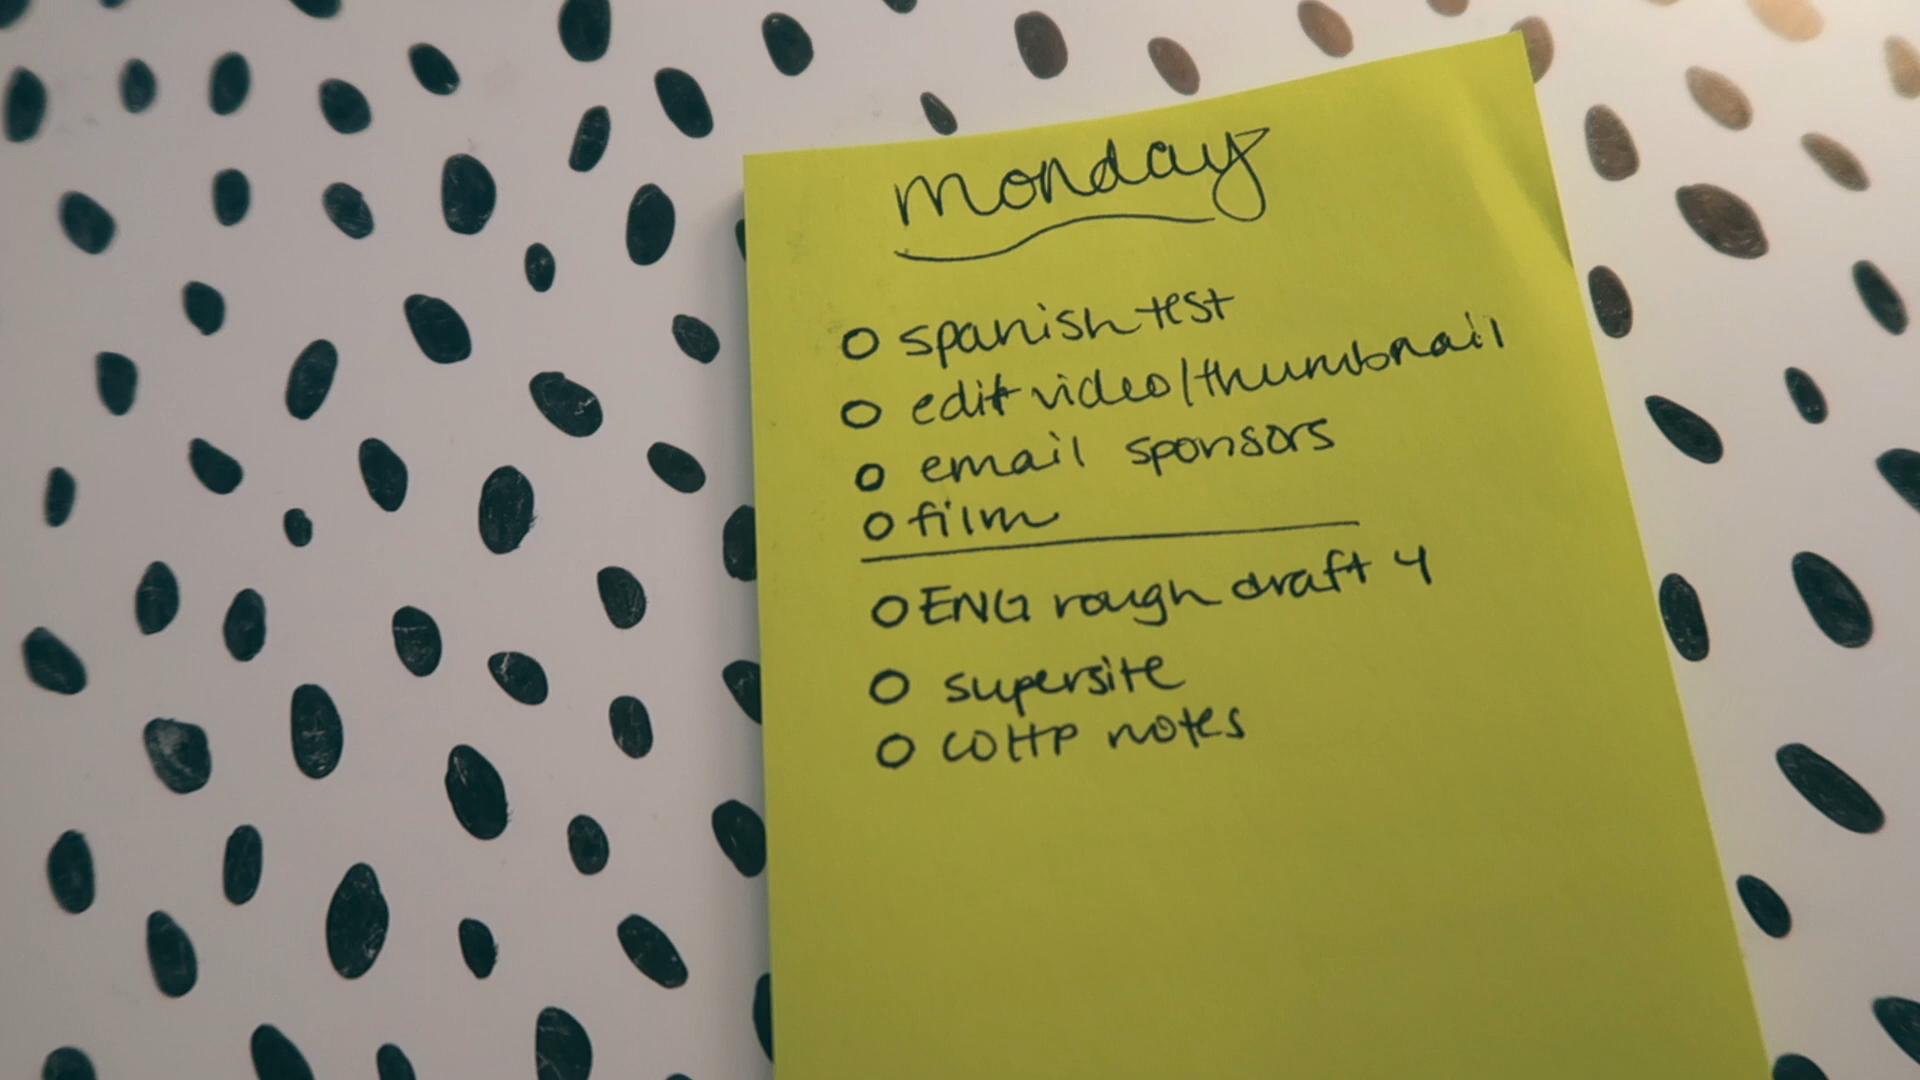 monday
spanish test
edit video/thumbnail
email sponsors
film
ENG rough draft 4
supersite
COHP notes